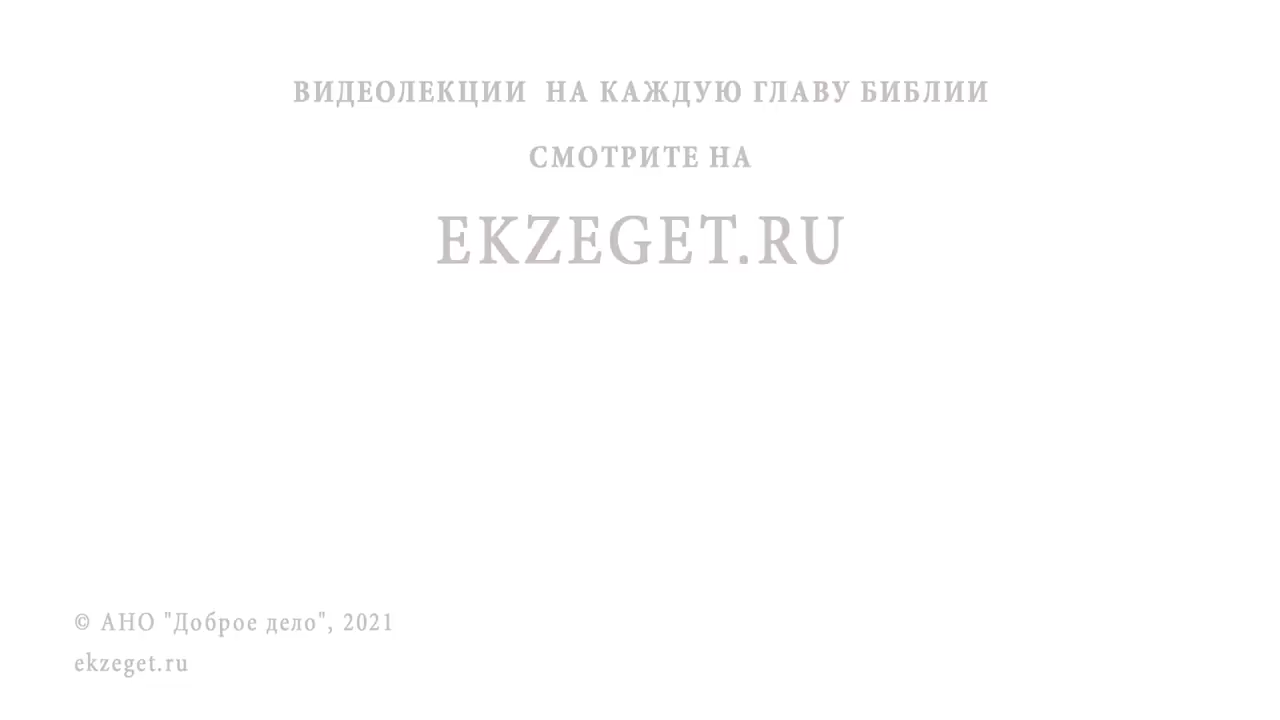 ВИДЕОЛЕКЦИИ НА КАЖДУЮ ГЛАВУ БИБЛИИ
СМОТРИТЕ НА
EKZEGET.RU
© АНО "Доброе дело", 2021
ekzeget.ru